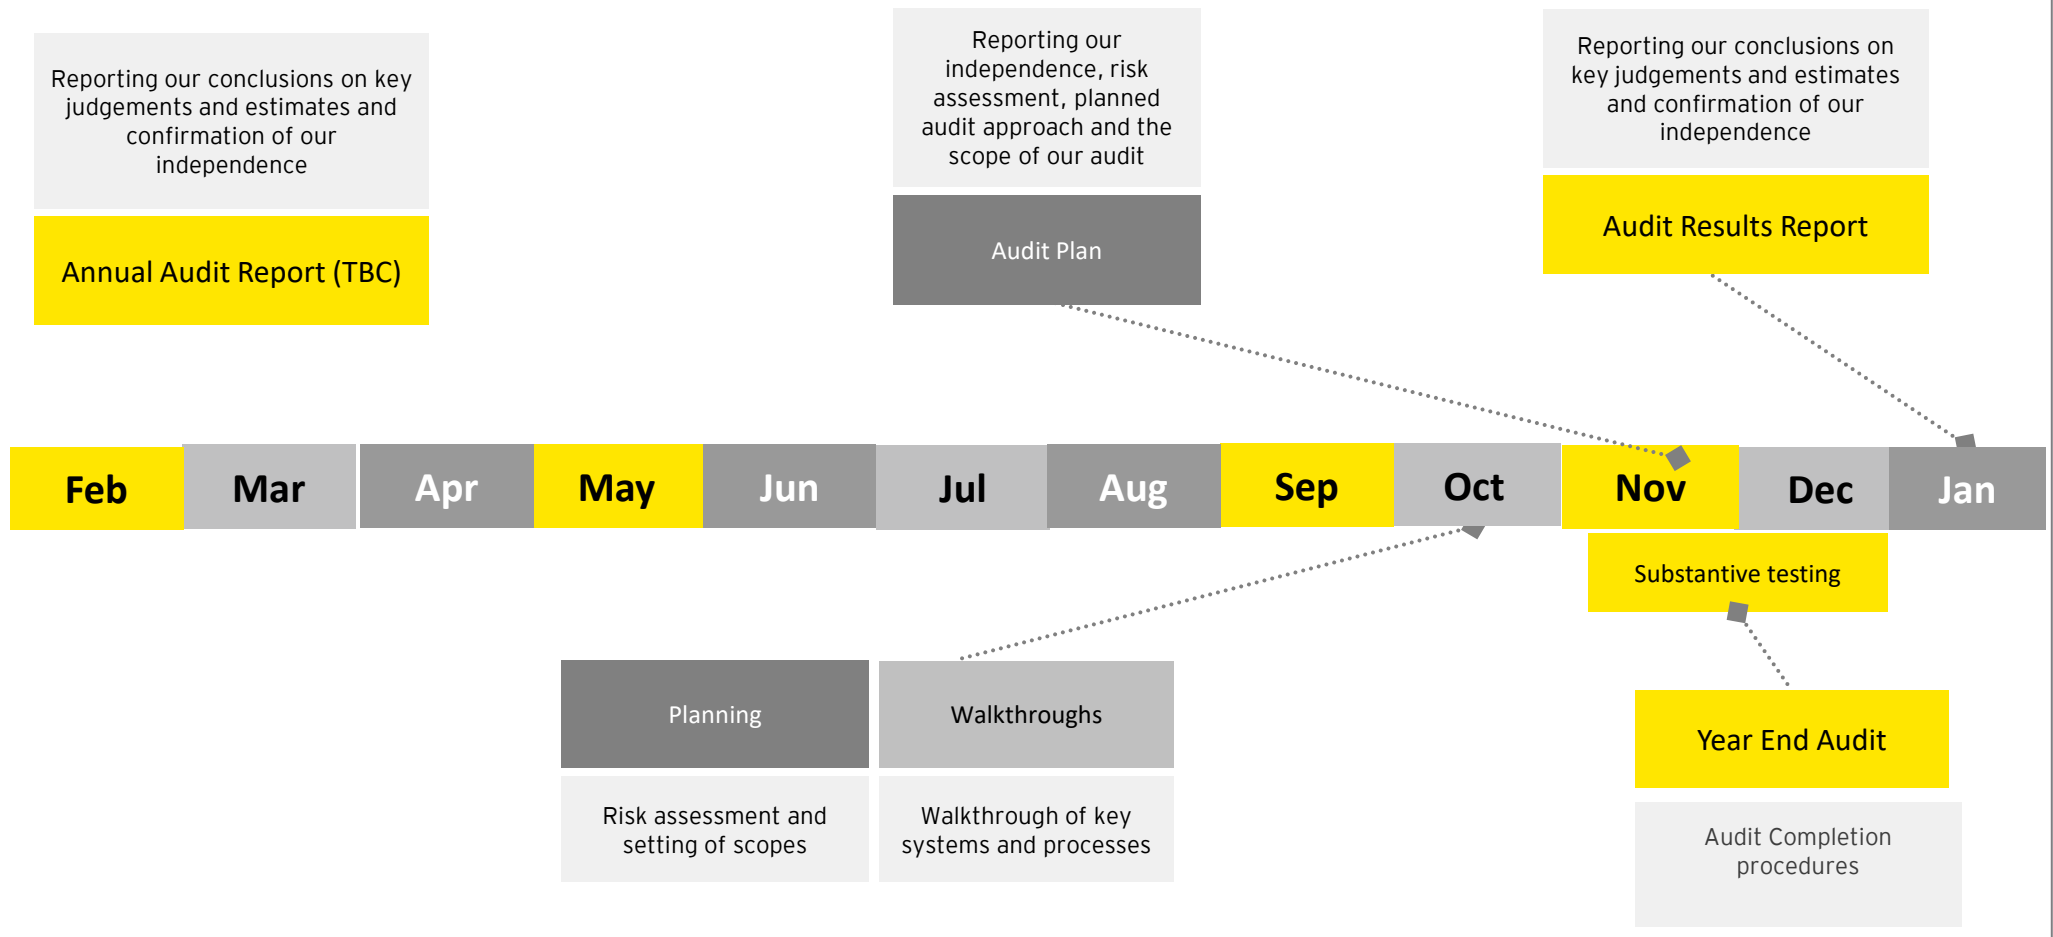 Reporting our conclusions on key
judgements and estimates and
confirmation of our
independence
Annual Audit Report (TBC)
Reporting our
independence, risk
assessment, planned
audit approach and the
scope of our audit
Audit Plan
Reporting our conclusions on
key judgements and estimates
and confirmation of our
independence
Audit Results Report
Feb
Mar
Apr
May
Jun
Jul
Aug
Sep
Oct
Nov
Dec
Jan
Substantive testing
Planning
Risk assessment and
setting of scopes
Walkthroughs
Walkthrough of key
systems and processes
Year End Audit
Audit Completion
procedures